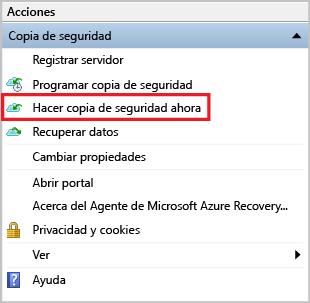 Acciones
Copia de seguridad
Registrar servidor
Programar copia de seguridad
Hacer copia de seguridad ahora
Recuperar datos
Cambiar propiedades
Abrir portal
Acerca del Agente de Microsoft Azure Recovery...
Privacidad y cookies
Ver
Ayuda